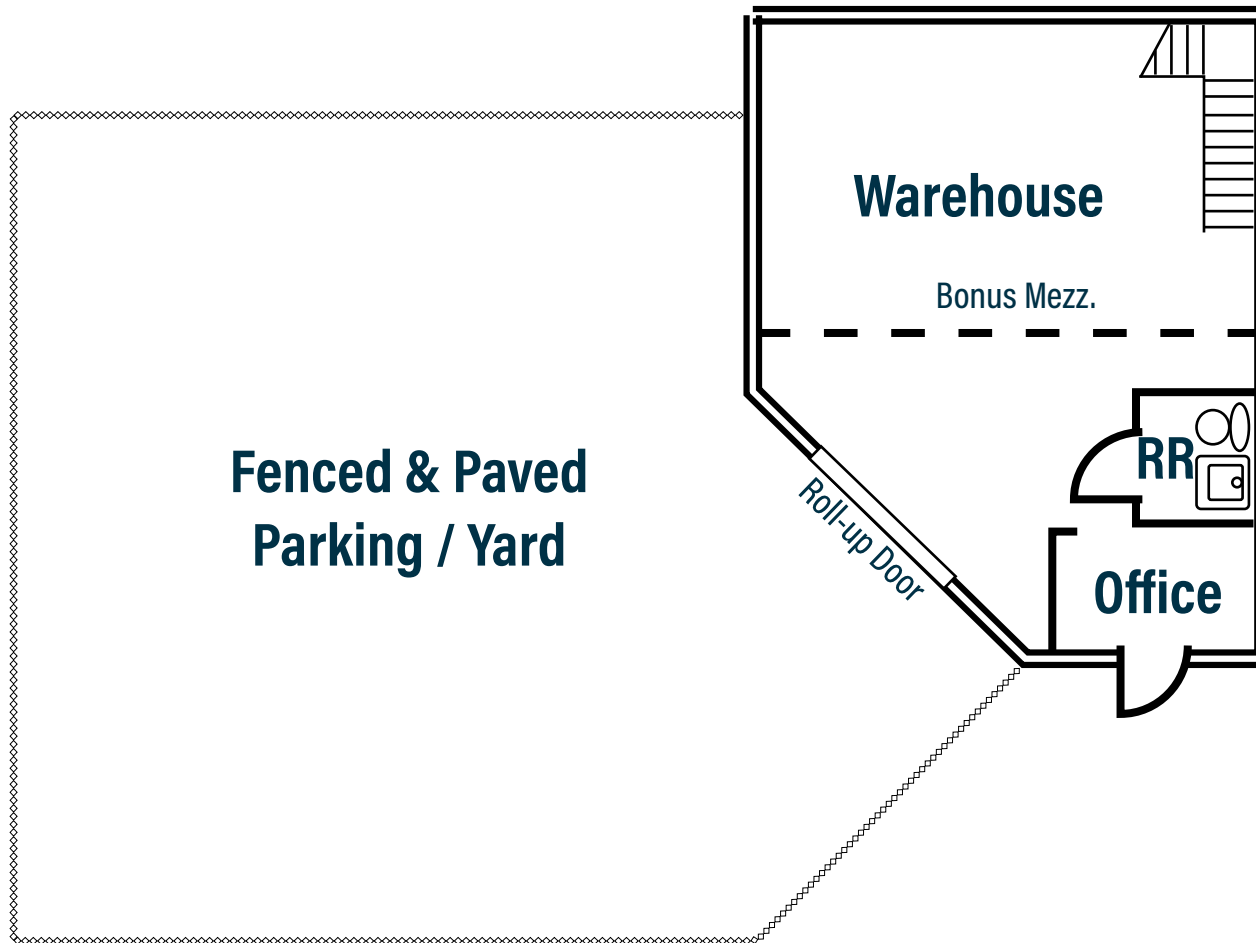 Warehouse
Bonus Mezz.
Fenced & Paved
Parking / Yard
Roll-up Door
RR
Office